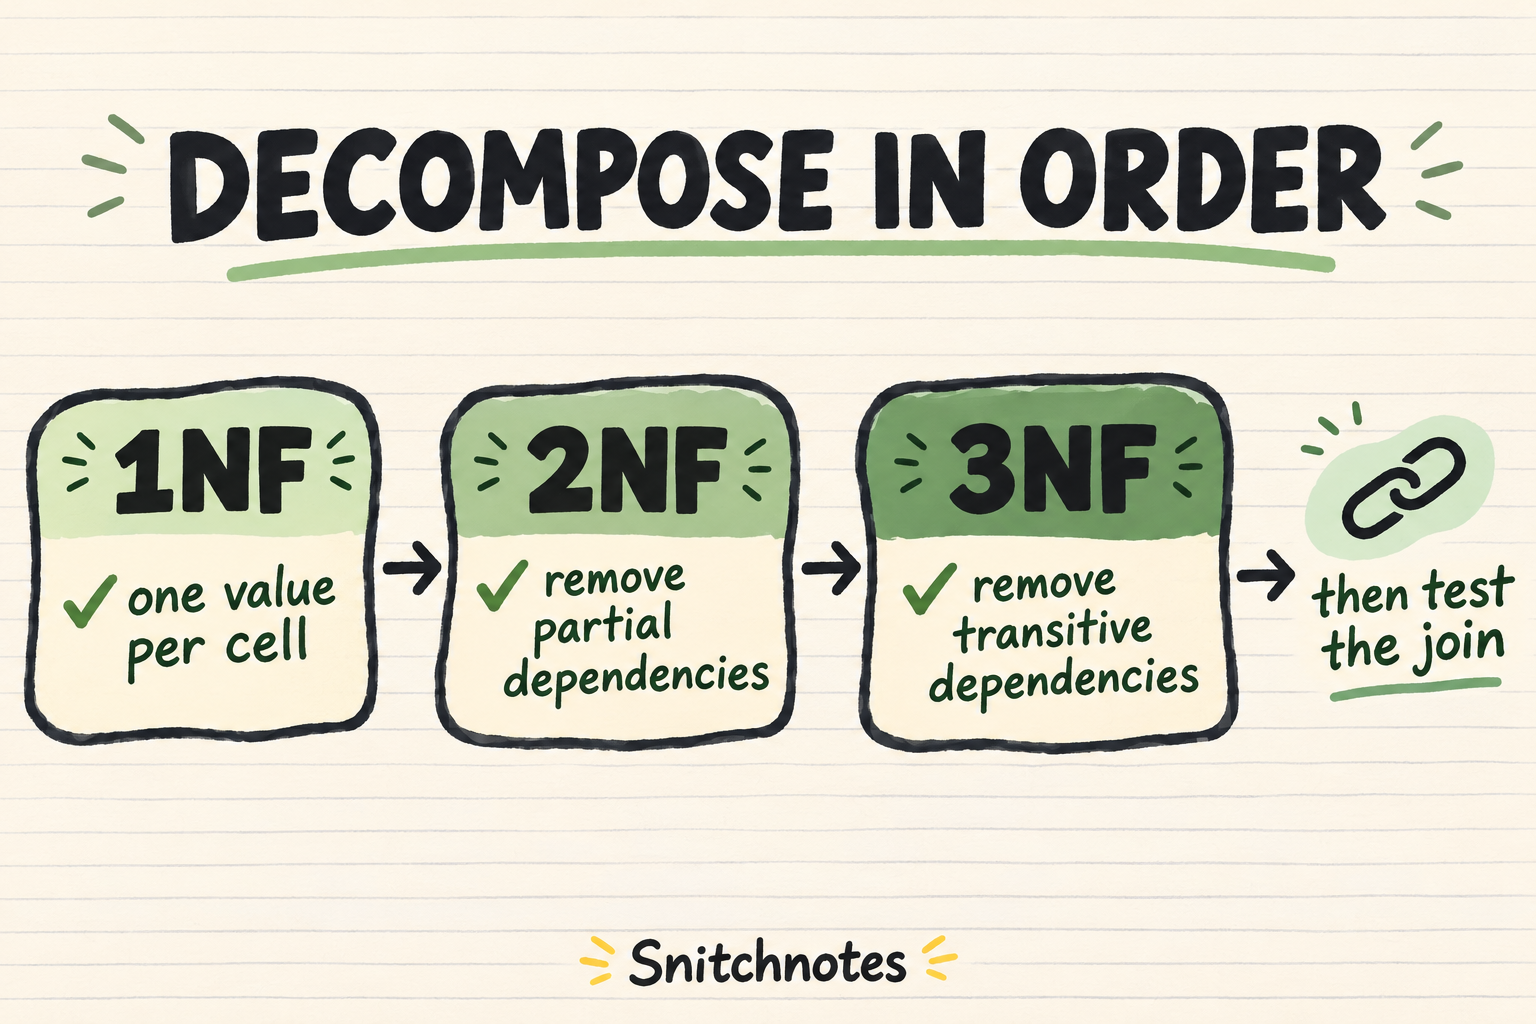 DECOMPOSE IN ORDER
1NF
one value
per cell
2NF
remove
partial
dependencies
3NF
remove
transitive
dependencies
then test
the join
Snitchnotes